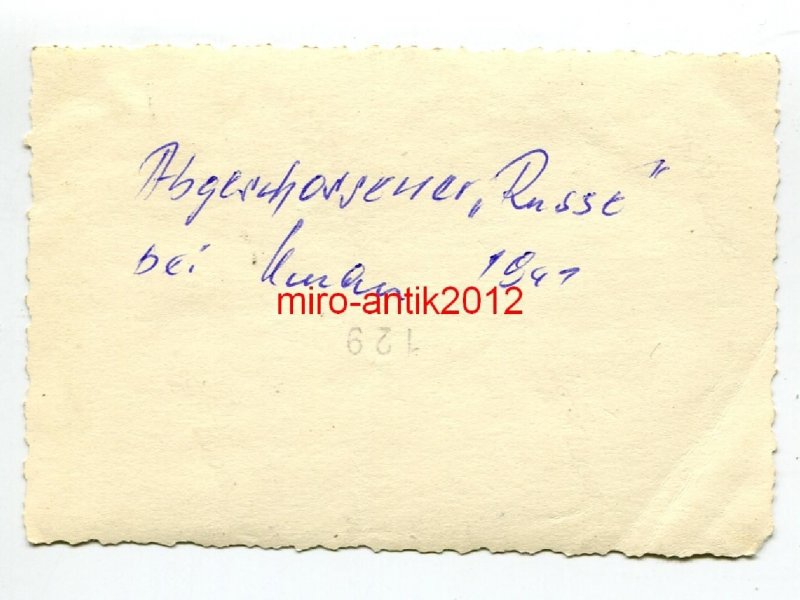 Abgeschossener „Russe"
bei Uman 1941
miro-antik2012
129